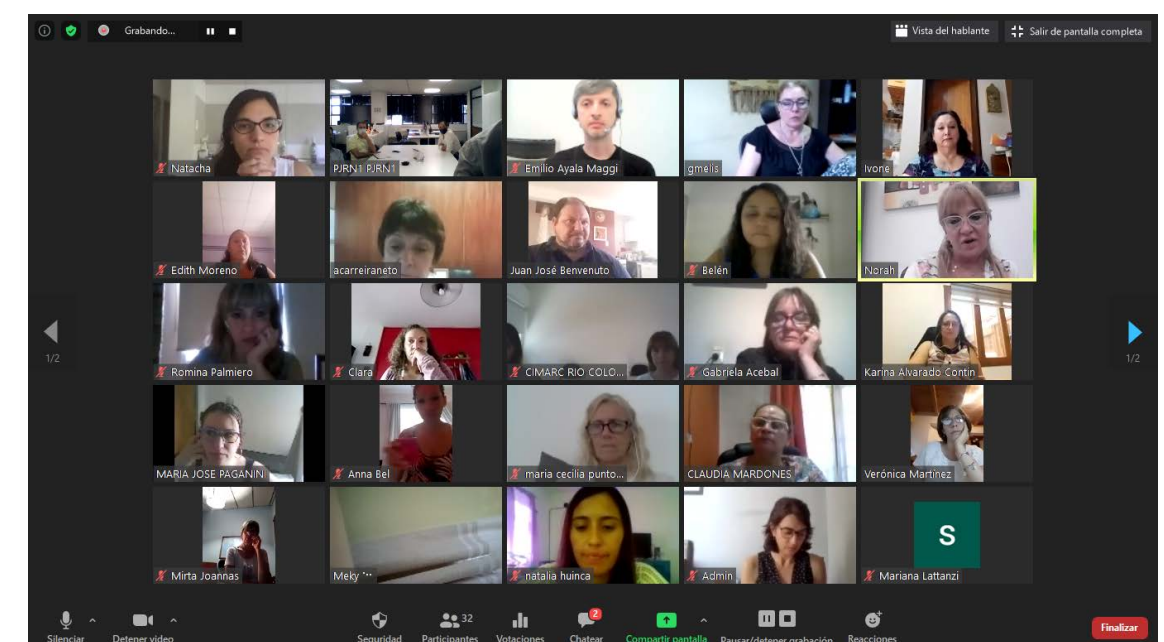 Grabando...
Vista del hablante
Salir de pantalla completa
Natacha
PJRN1 PJRN1
Emilio Ayala Maggi
gmelis
Ivone
Edith Moreno
acarreiraneto
Juan José Benvenuto
Belén
Norah
Romina Palmiero
Clara
CIMARC RIO COLO...
Gabriela Acebal
Karina Alvarado Contin
1/2
1/2
MARIA JOSE PAGANIN
Anna Bel
maria cecilia punto...
CLAUDIA MARDONES
Verónica Martinez
Mirta Joannas
Meky
natalia huinca
Admin
S
Mariana Lattanzi
32
2
Silenciar
Detener video
Seguridad
Participantes
Votaciones
Chatear
Compartir pantalla
Pausar/detener grabación
Reacciones
Finalizar